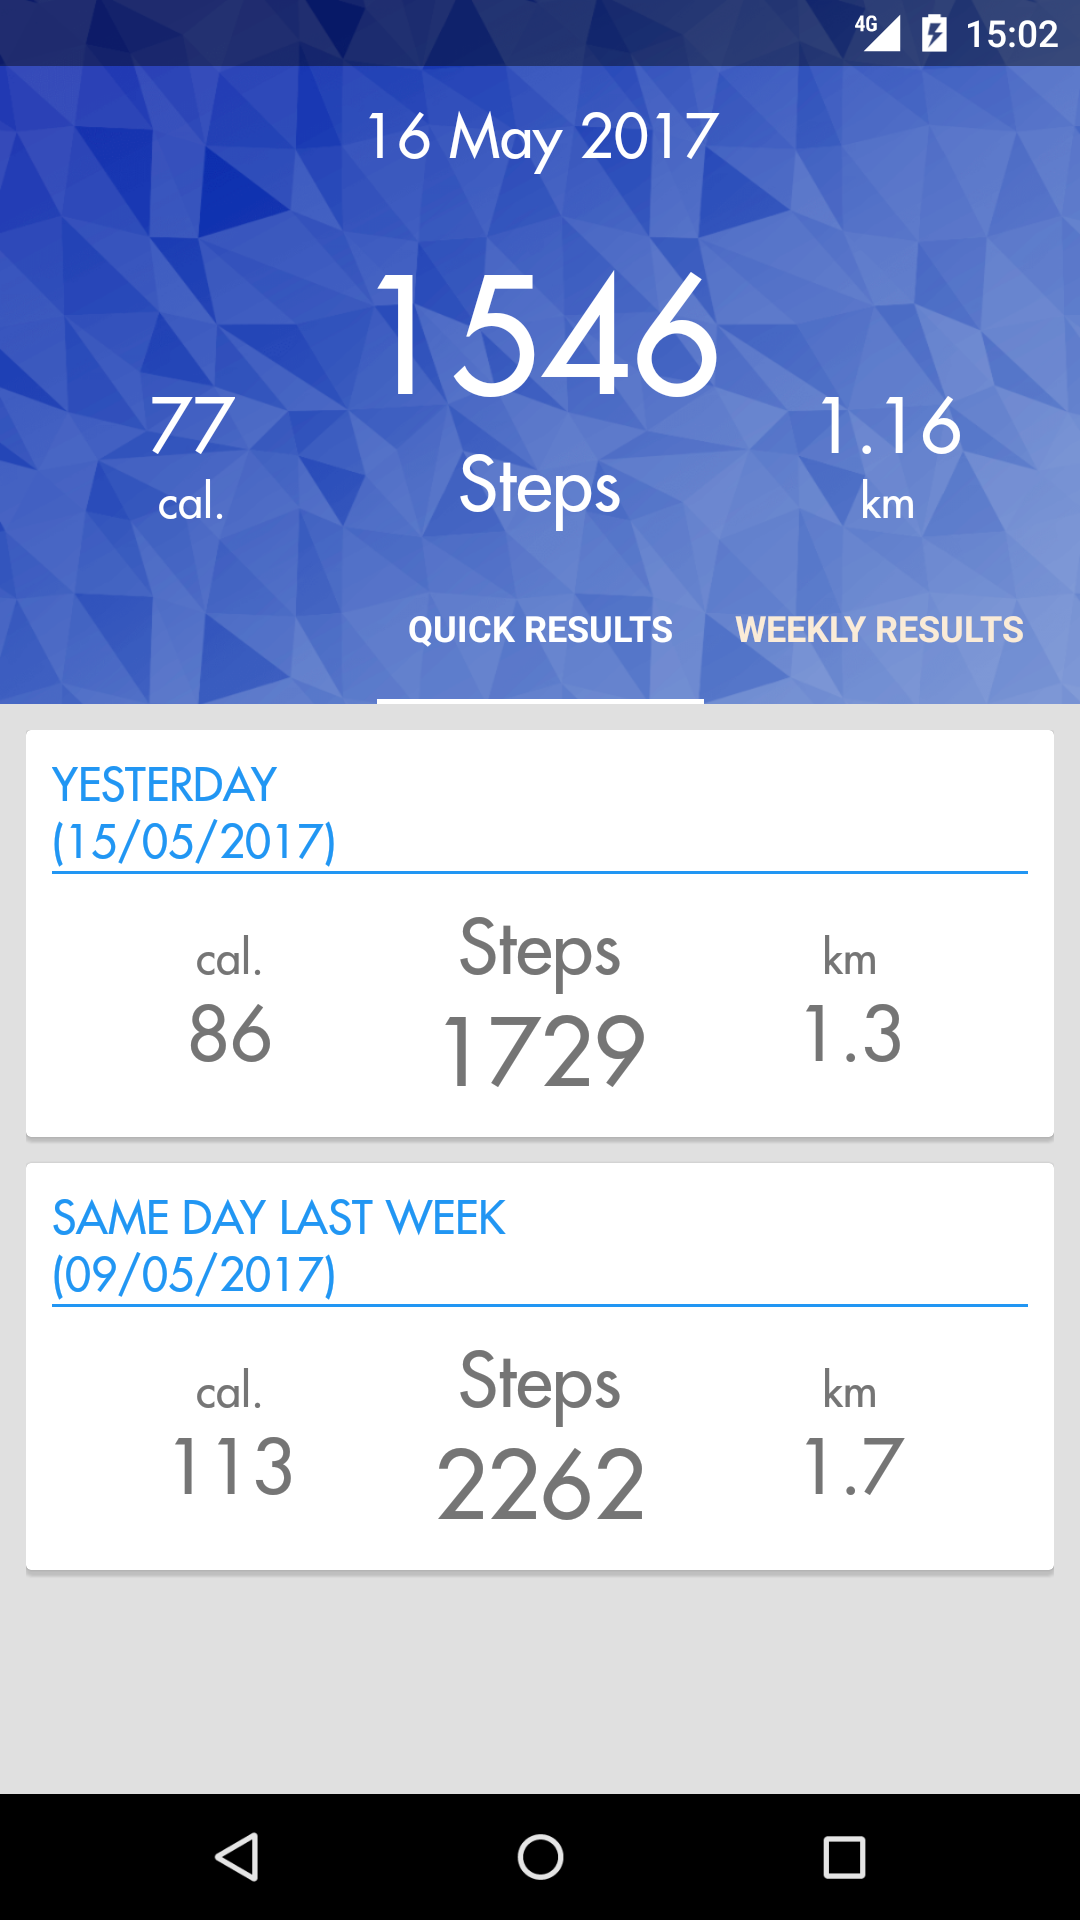 4G 15:02
16 May 2017
1546
77 1.16
cal. Steps km
QUICK RESULTS WEEKLY RESULTS
YESTERDAY
(15/05/2017)
cal. Steps km
86 1729 1.3
SAME DAY LAST WEEK
(09/05/2017)
cal. Steps km
113 2262 1.7